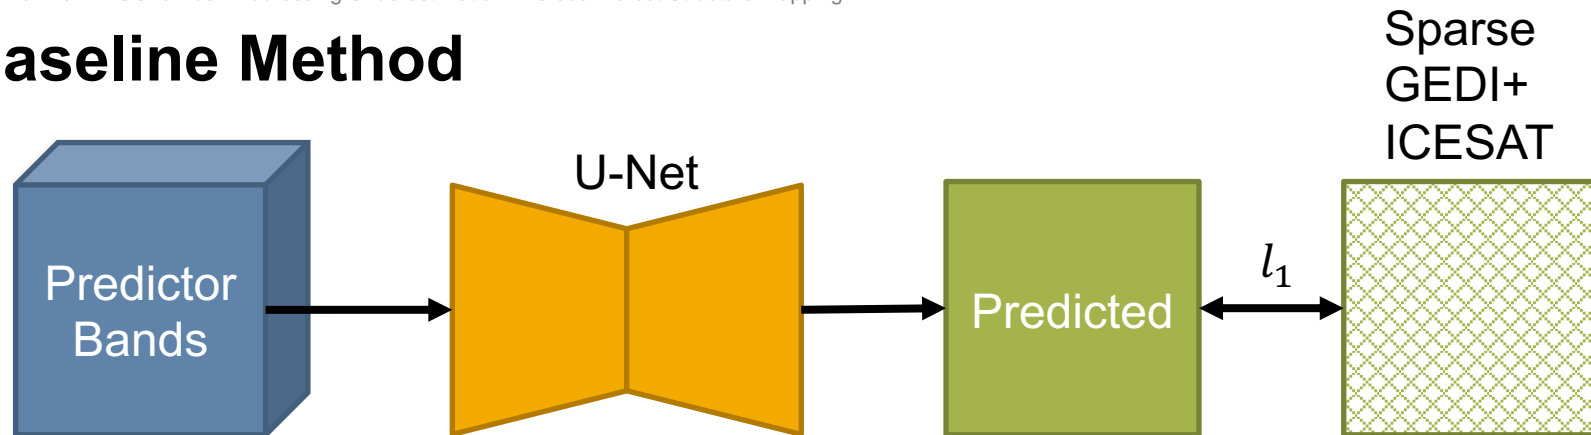 aseline Method
Sparse
GEDI+
ICESAT
U-Net
Predictor
Bands
Predicted
l₁